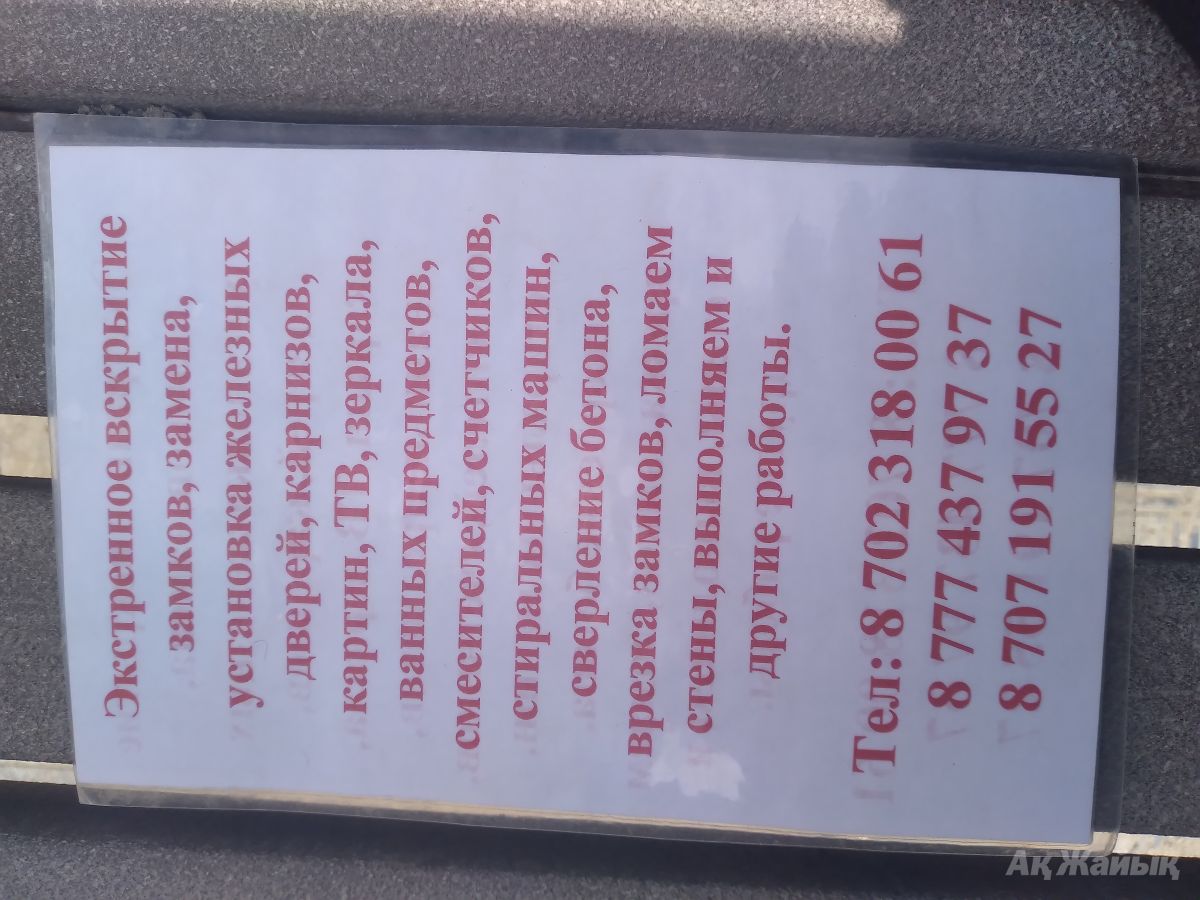 Экстренное вскрытие
замков, замена,
установка железных
дверей, карнизов,
картин, ТВ, зеркала,
ванных предметов,
смесителей, счетчиков,
стиральных машин,
сверление бетона,
врезка замков, ломаем
стены, выполняем и
другие работы.
Тел: 8 702 318 00 61
8 777 437 97 37
8 707 191 55 27
Ақ Жайық